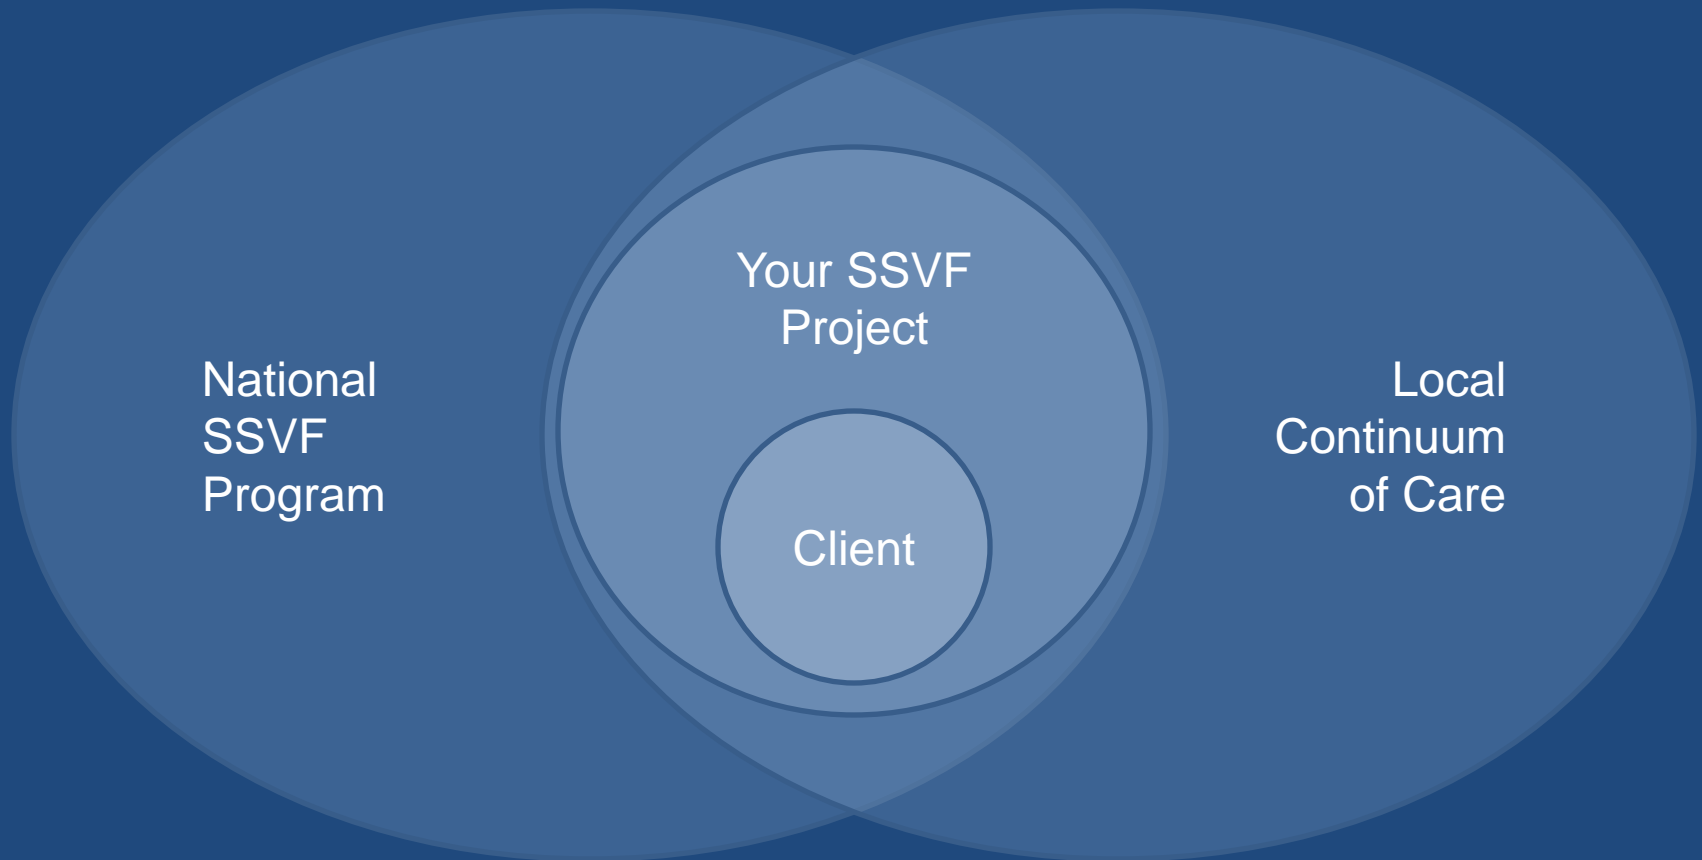 National
SSVF
Program
Your SSVF
Project
Client
Local
Continuum
of Care